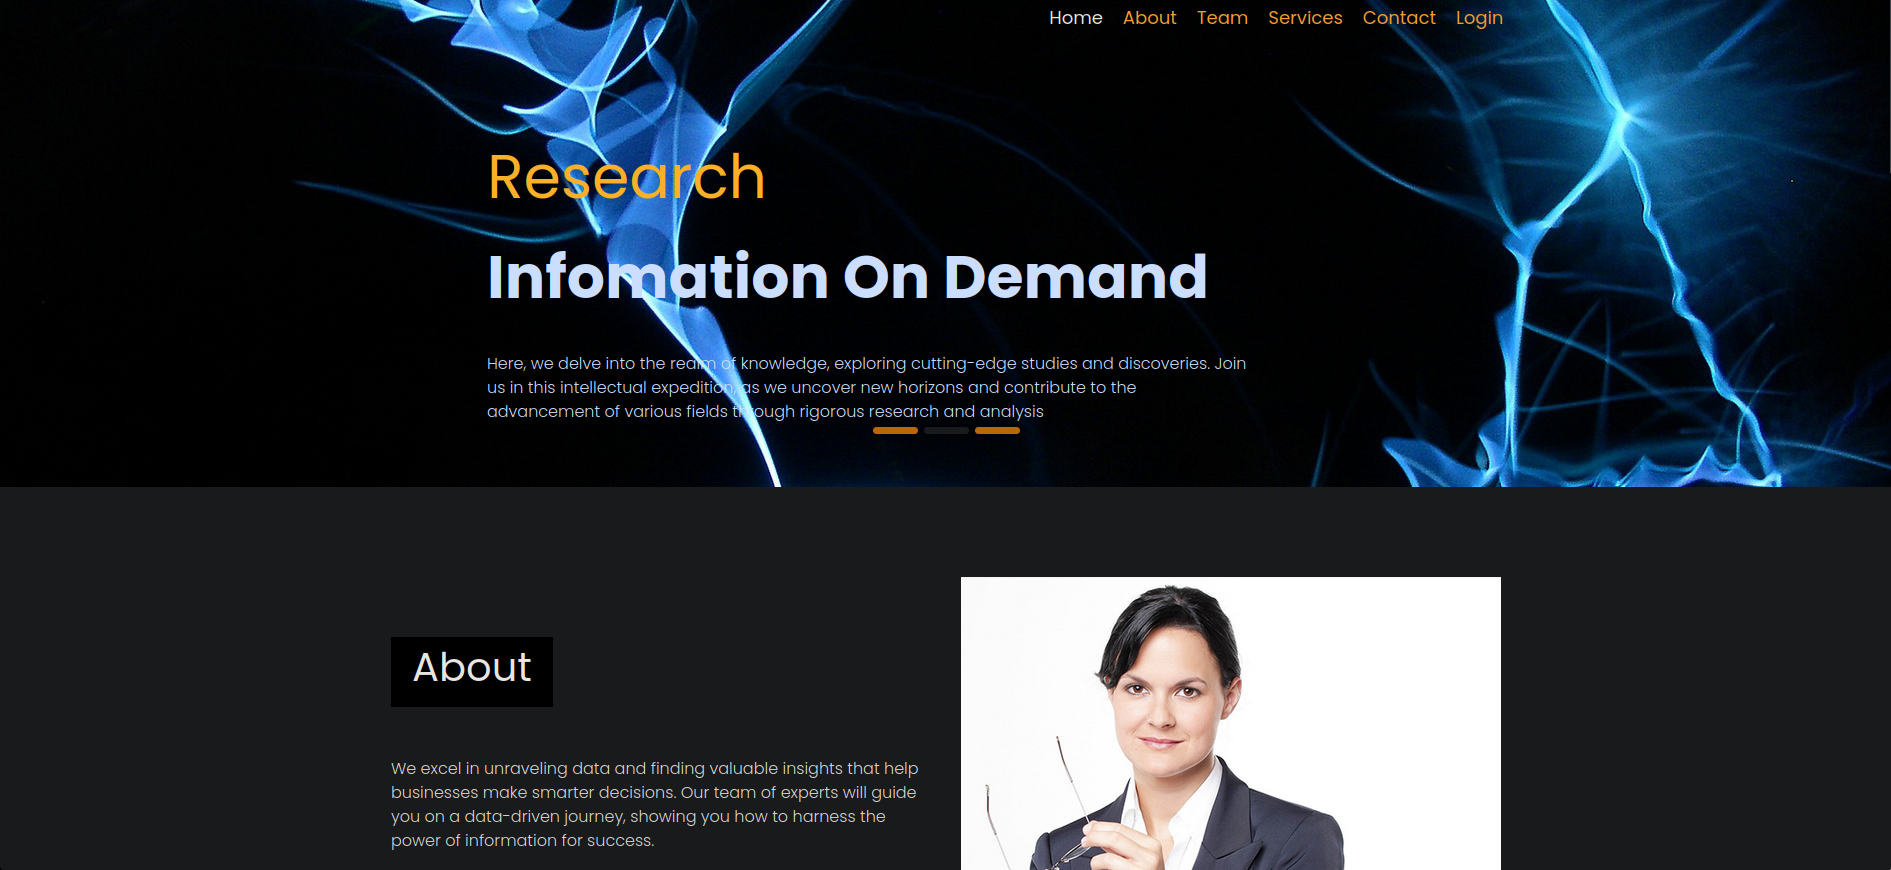 Home About Team Services Contact Login
Research
Infomation On Demand
Here, we delve into the realm of knowledge, exploring cutting-edge studies and discoveries. Join
us in this intellectual expedition, as we uncover new horizons and contribute to the
advancement of various fields through rigorous research and analysis
About
We excel in unraveling data and finding valuable insights that help
businesses make smarter decisions. Our team of experts will guide
you on a data-driven journey, showing you how to harness the
power of information for success.